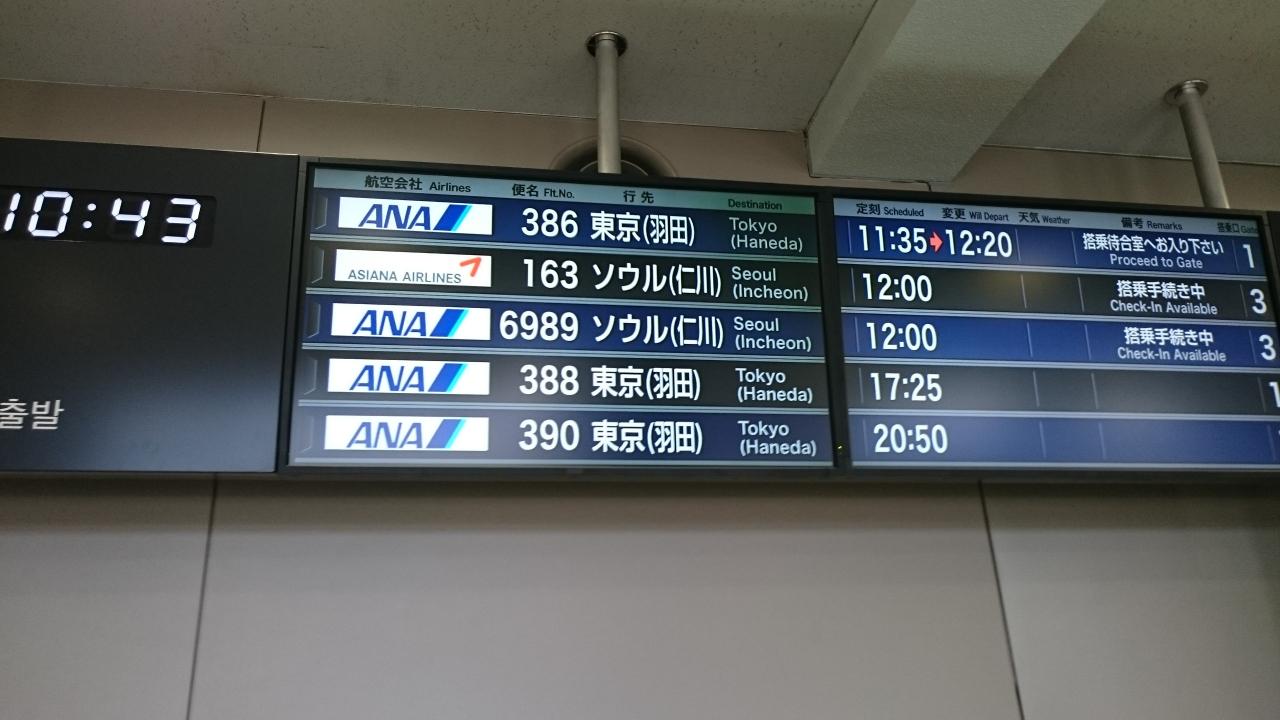 10:43
출발
航空会社 Airlines 便名 Flt.No. 行先 Destination 定刻 Scheduled 変更 Will Depart 天気 Weather 備考 Remarks 搭乗口 Gate
ANA 386 東京(羽田) Tokyo (Haneda) 11:35 12:20 搭乗待合室へお入り下さい Proceed to Gate 1
ASIANA AIRLINES 163 ソウル(仁川) Seoul (Incheon) 12:00 搭乗手続き中 Check-In Available 3
ANA 6989 ソウル(仁川) Seoul (Incheon) 12:00 搭乗手続き中 Check-In Available 3
ANA 388 東京(羽田) Tokyo (Haneda) 17:25 1
ANA 390 東京(羽田) Tokyo (Haneda) 20:50